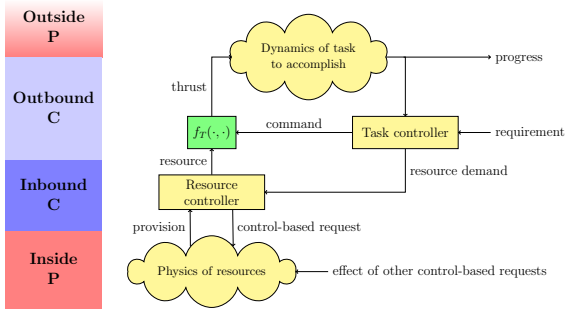 Outside
P
Outbound
C
Inbound
C
Inside
P
Dynamics of task
to accomplish
progress
thrust
f_T(·,·)
command
Task controller
requirement
resource
resource demand
Resource
controller
provision
control-based request
Physics of resources
effect of other control-based requests